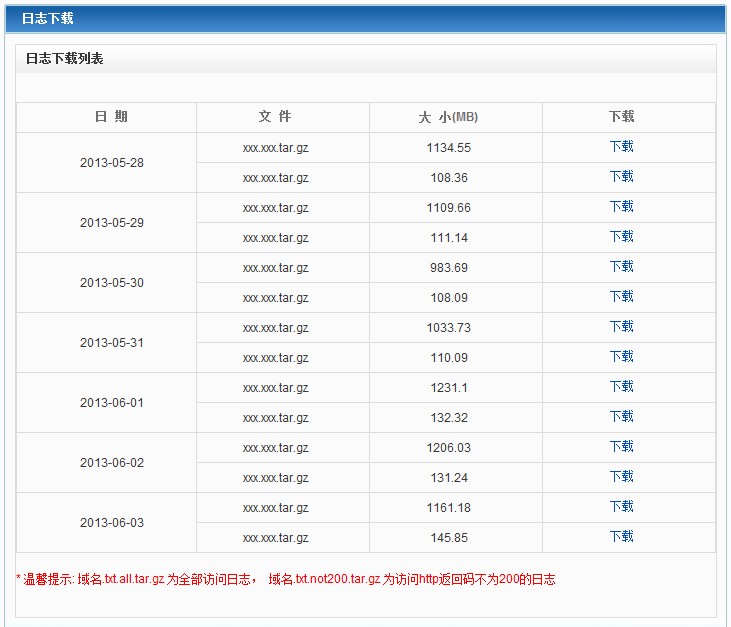 日志下载
日志下载列表
日 期 文 件 大 小(MB) 下载
2013-05-28 xxx.xxx.tar.gz 1134.55 下载
xxx.xxx.tar.gz 108.36 下载
2013-05-29 xxx.xxx.tar.gz 1109.66 下载
xxx.xxx.tar.gz 111.14 下载
2013-05-30 xxx.xxx.tar.gz 983.69 下载
xxx.xxx.tar.gz 108.09 下载
2013-05-31 xxx.xxx.tar.gz 1033.73 下载
xxx.xxx.tar.gz 110.09 下载
2013-06-01 xxx.xxx.tar.gz 1231.1 下载
xxx.xxx.tar.gz 132.32 下载
2013-06-02 xxx.xxx.tar.gz 1206.03 下载
xxx.xxx.tar.gz 131.24 下载
2013-06-03 xxx.xxx.tar.gz 1161.18 下载
xxx.xxx.tar.gz 145.85 下载
* 温馨提示: 域名.txt.all.tar.gz 为全部访问日志， 域名.txt.not200.tar.gz 为访问http返回码不为200的日志